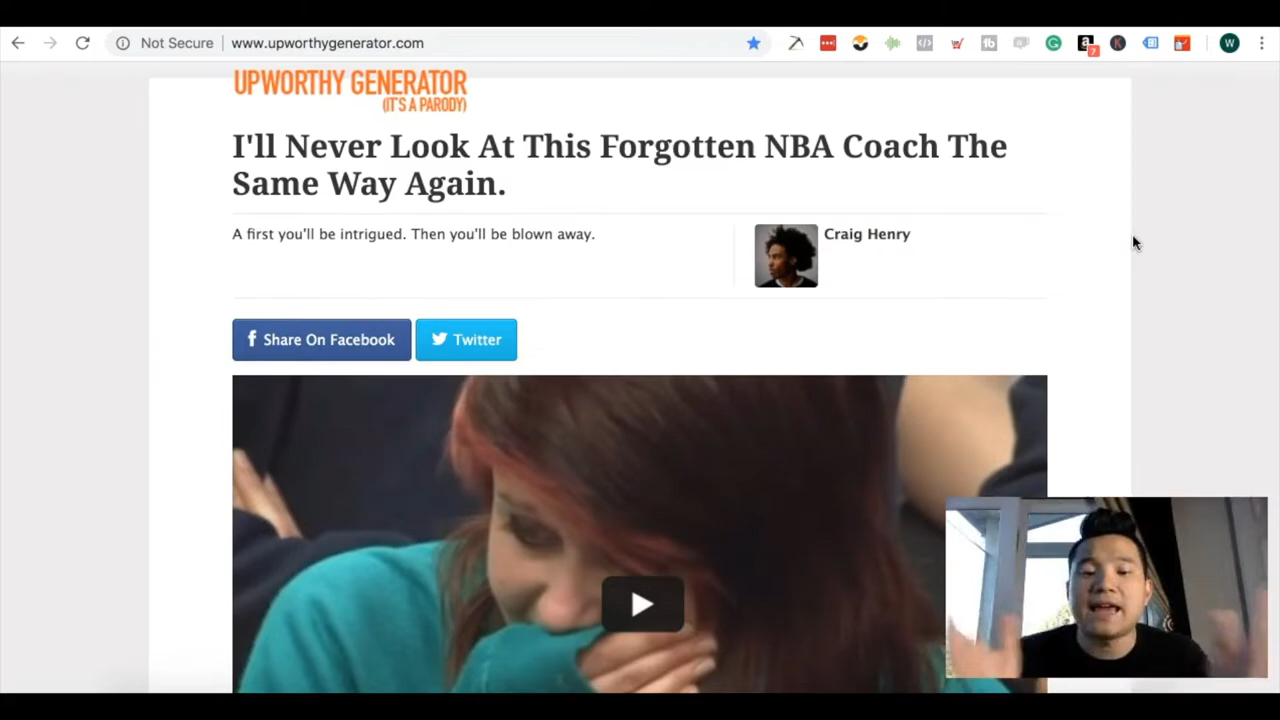 Not Secure
www.upworthygenerator.com
7
W
UPWORTHY GENERATOR
(IT'S A PARODY)
I'll Never Look At This Forgotten NBA Coach The
Same Way Again.
A first you'll be intrigued. Then you'll be blown away.
Craig Henry
f Share On Facebook
Twitter